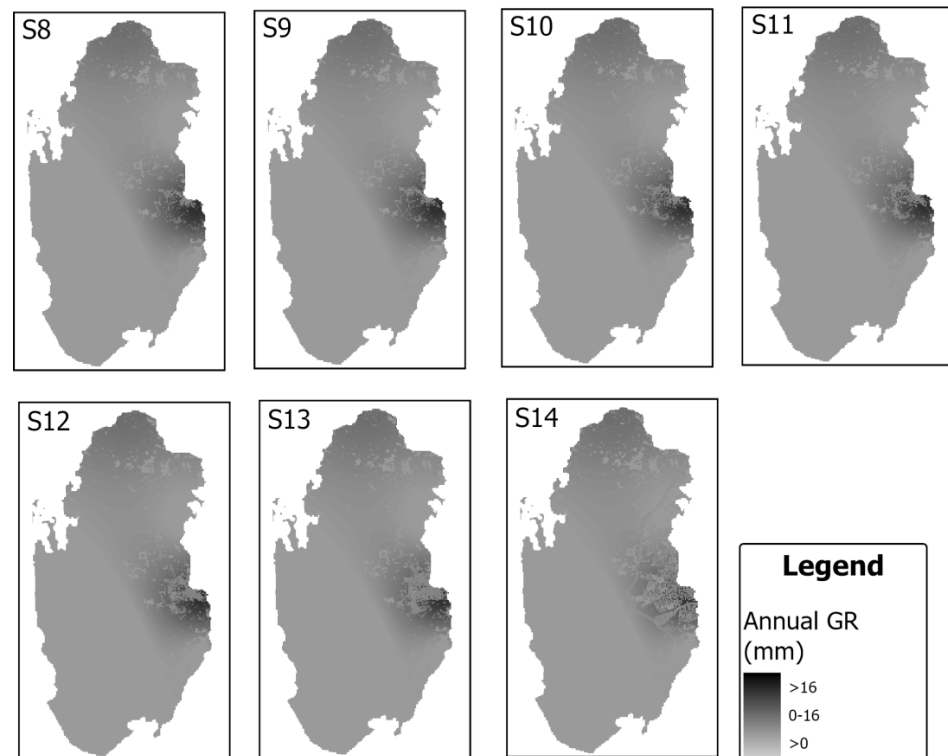 S8
S9
S10
S11
S12
S13
S14
Legend
Annual GR
(mm)
>16
0-16
>0